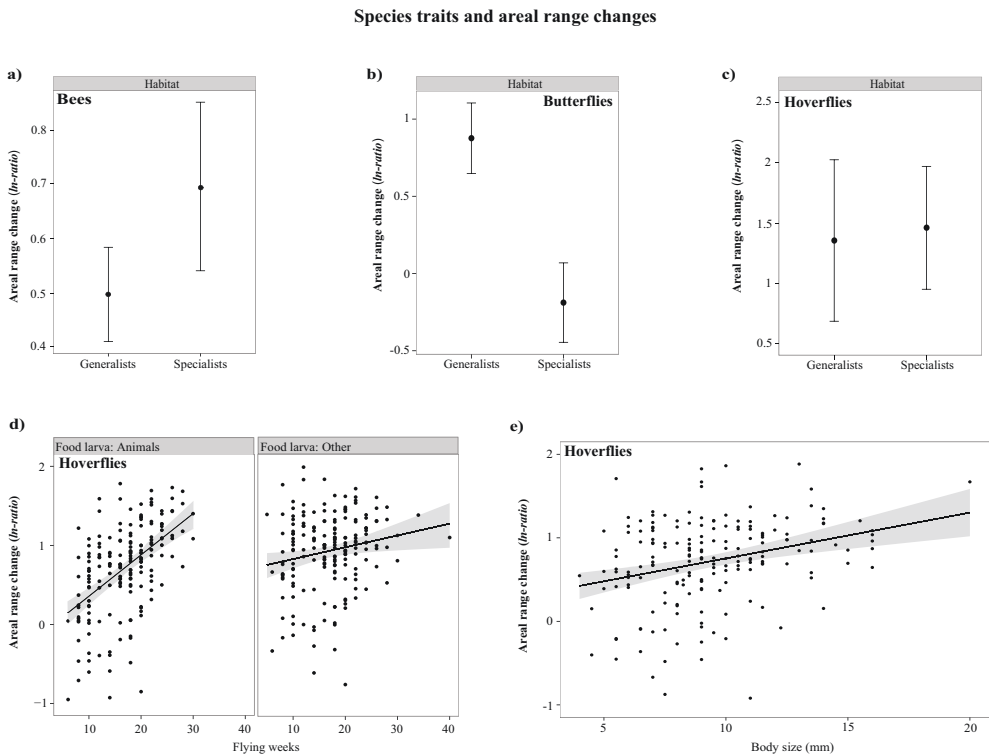 Species traits and areal range changes
a)
Habitat
Bees
Areal range change (ln-ratio)
0.8
0.7
0.6
0.5
0.4
Generalists Specialists
b)
Habitat
Butterflies
Areal range change (ln-ratio)
1
0.5
0
-0.5
Generalists Specialists
c)
Habitat
Hoverflies
Areal range change (ln-ratio)
2.5
2
1.5
1
0.5
Generalists Specialists
d)
Food larva: Animals Food larva: Other
Hoverflies
Areal range change (ln-ratio)
2
1
0
−1
10 20 30 40 10 20 30 40
Flying weeks
e)
Hoverflies
Areal range change (ln-ratio)
2
1
0
-1
5 10 15 20
Body size (mm)